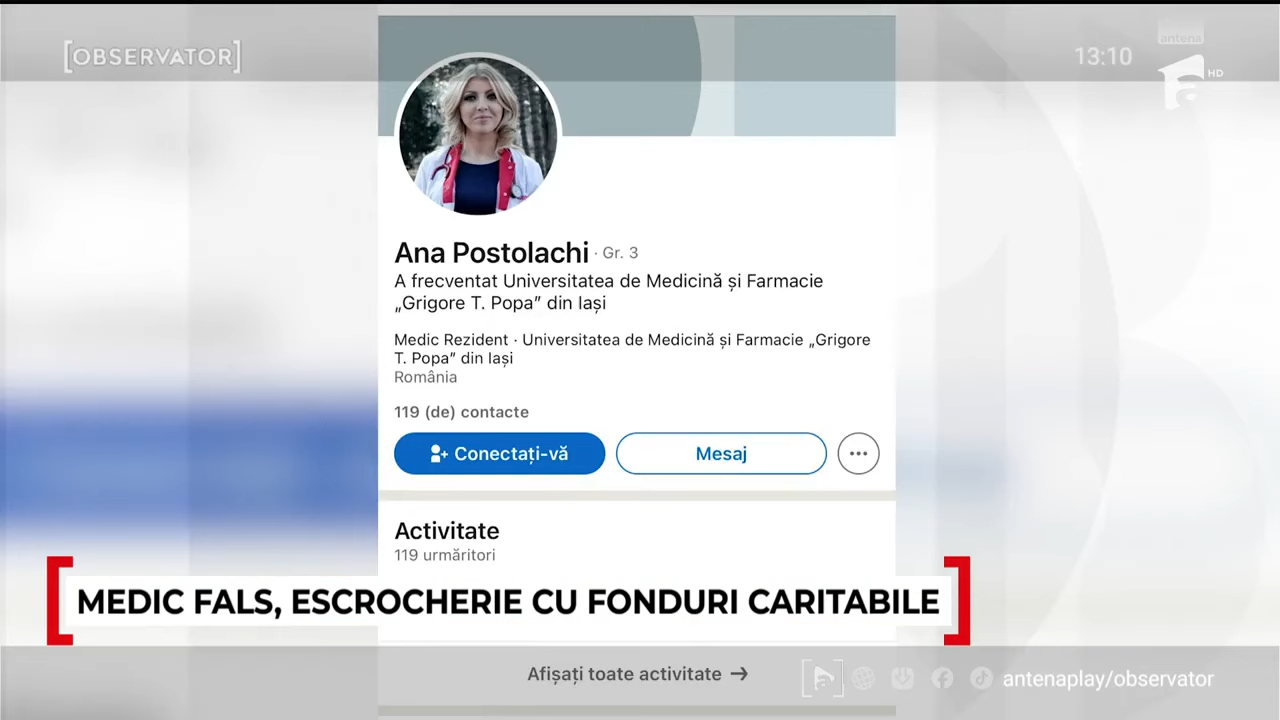 [OBSERVATOR]
13:10
antena
HD
Ana Postolachi · Gr. 3
A frecventat Universitatea de Medicină și Farmacie
„Grigore T. Popa” din Iași
Medic Rezident · Universitatea de Medicină și Farmacie „Grigore
T. Popa” din Iași
România
119 (de) contacte
Conectați-vă
Mesaj
Activitate
119 urmăritori
MEDIC FALS, ESCROCHERIE CU FONDURI CARITABILE
Afișați toate activitate →
antenaplay/observator